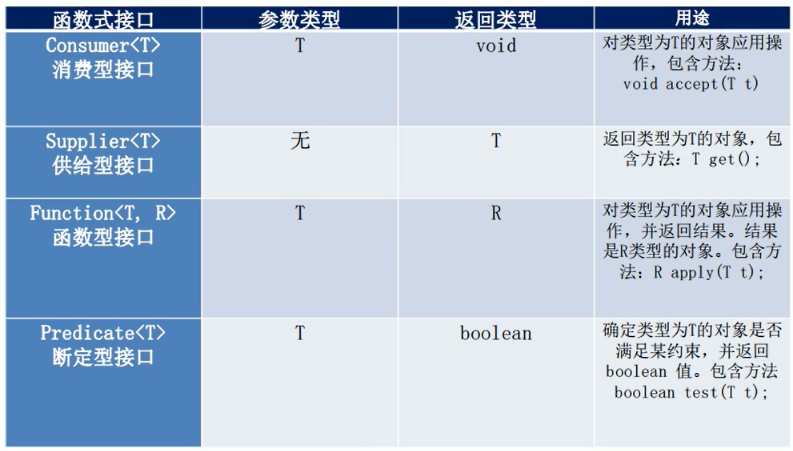 函数式接口 参数类型 返回类型 用途
Consumer<T>
消费型接口
T
void
对类型为T的对象应用操
作，包含方法：
void accept(T t)
Supplier<T>
供给型接口
无
T
返回类型为T的对象，包
含方法：T get();
Function<T, R>
函数型接口
T
R
对类型为T的对象应用操
作，并返回结果。结果
是R类型的对象。包含方
法：R apply(T t);
Predicate<T>
断定型接口
T
boolean
确定类型为T的对象是否
满足某约束，并返回
boolean 值。包含方法
boolean test(T t);